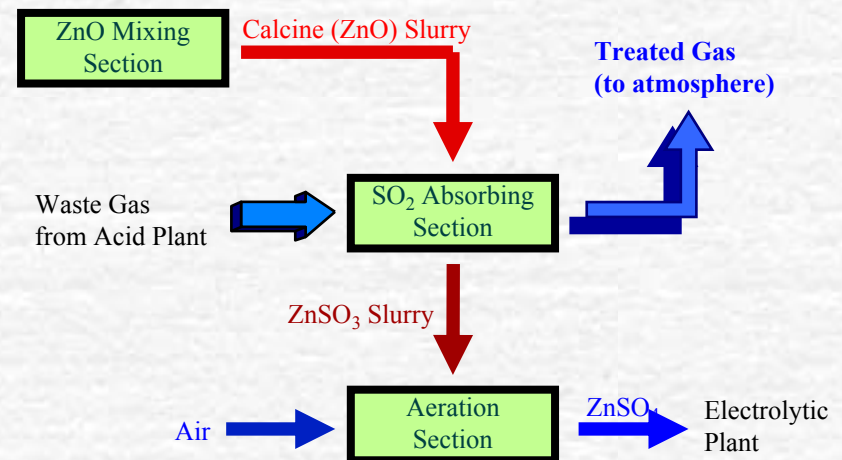 ZnO Mixing
Section
Calcine (ZnO) Slurry
Treated Gas
(to atmosphere)
Waste Gas
from Acid Plant
SO₂ Absorbing
Section
ZnSO₃ Slurry
Air
Aeration
Section
ZnSO₄
Electrolytic
Plant